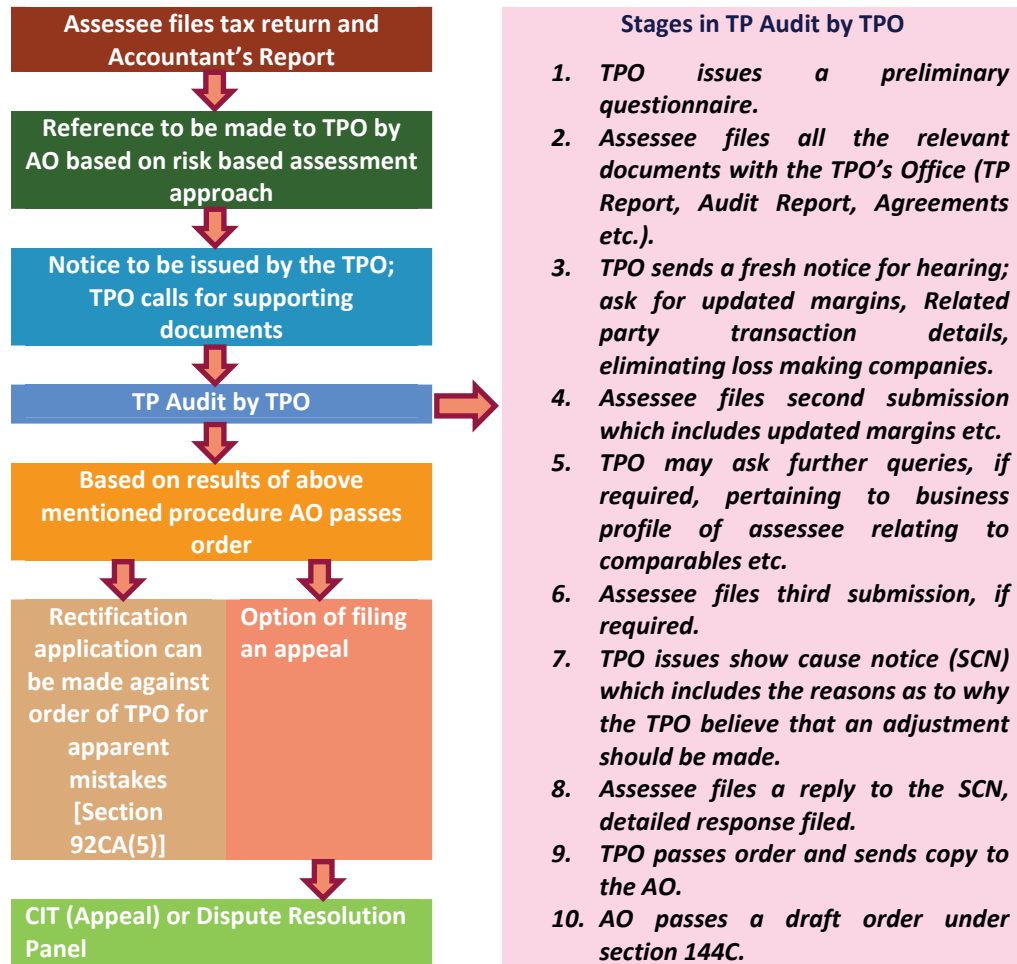 Assessee files tax return and
Accountant's Report
Reference to be made to TPO by
AO based on risk based assessment
approach
Notice to be issued by the TPO;
TPO calls for supporting
documents
TP Audit by TPO
Based on results of above
mentioned procedure AO passes
order
Rectification
application can
be made against
order of TPO for
apparent
mistakes
[Section
92CA(5)]
Option of filing
an appeal
CIT (Appeal) or Dispute Resolution
Panel
Stages in TP Audit by TPO
1. TPO issues a preliminary
questionnaire.
2. Assessee files all the relevant
documents with the TPO's Office (TP
Report, Audit Report, Agreements
etc.).
3. TPO sends a fresh notice for hearing;
ask for updated margins, Related
party transaction details,
eliminating loss making companies.
4. Assessee files second submission
which includes updated margins etc.
5. TPO may ask further queries, if
required, pertaining to business
profile of assessee relating to
comparables etc.
6. Assessee files third submission, if
required.
7. TPO issues show cause notice (SCN)
which includes the reasons as to why
the TPO believe that an adjustment
should be made.
8. Assessee files a reply to the SCN,
detailed response filed.
9. TPO passes order and sends copy to
the AO.
10. AO passes a draft order under
section 144C.